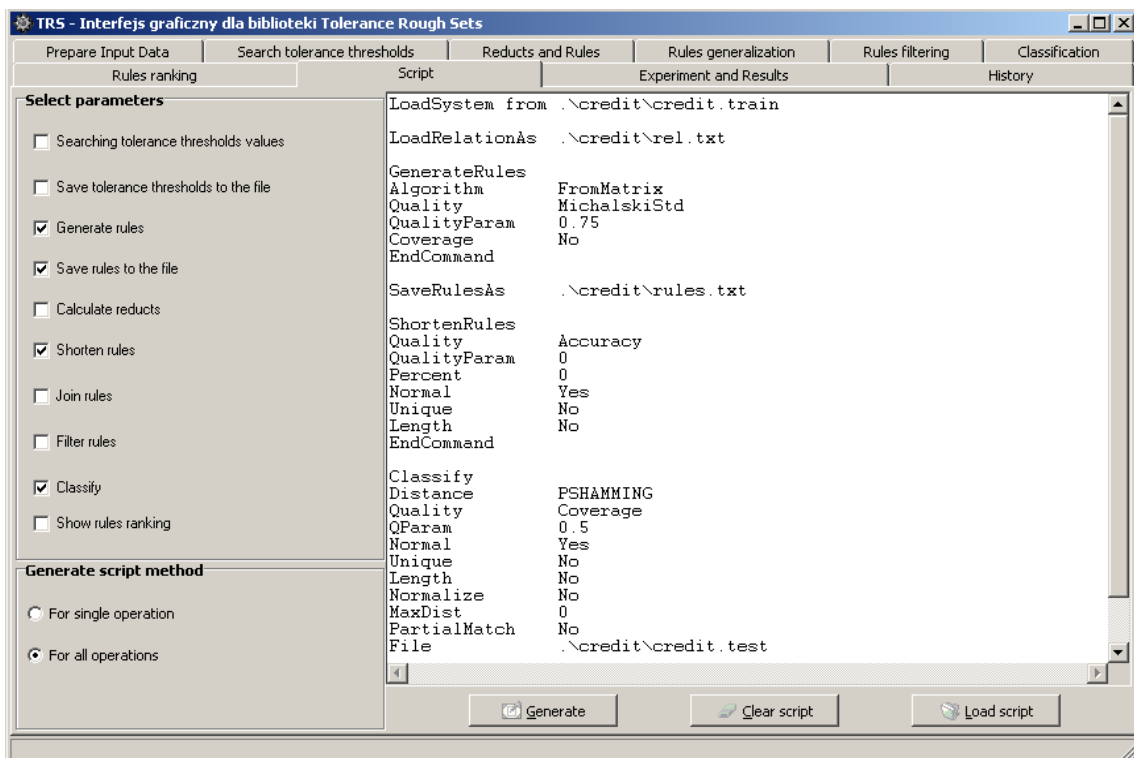 TRS - Interfejs graficzny dla biblioteki Tolerance Rough Sets
Prepare Input Data
Search tolerance thresholds
Reducts and Rules
Rules generalization
Rules filtering
Classification
Rules ranking
Script
Experiment and Results
History
Select parameters
Searching tolerance thresholds values
Save tolerance thresholds to the file
Generate rules
Save rules to the file
Calculate reducts
Shorten rules
Join rules
Filter rules
Classify
Show rules ranking
Generate script method
For single operation
For all operations
LoadSystem from .\credit\credit.train
LoadRelationAs .\credit\rel.txt
GenerateRules
Algorithm FromMatrix
Quality MichalskiStd
QualityParam 0.75
Coverage No
EndCommand
SaveRulesAs .\credit\rules.txt
ShortenRules
Quality Accuracy
QualityParam 0
Percent 0
Normal Yes
Unique No
Length No
EndCommand
Classify
Distance PSHAMMING
Quality Coverage
QParam 0.5
Normal Yes
Unique No
Length No
Normalize No
MaxDist 0
PartialMatch No
File .\credit\credit.test
Generate
Clear script
Load script